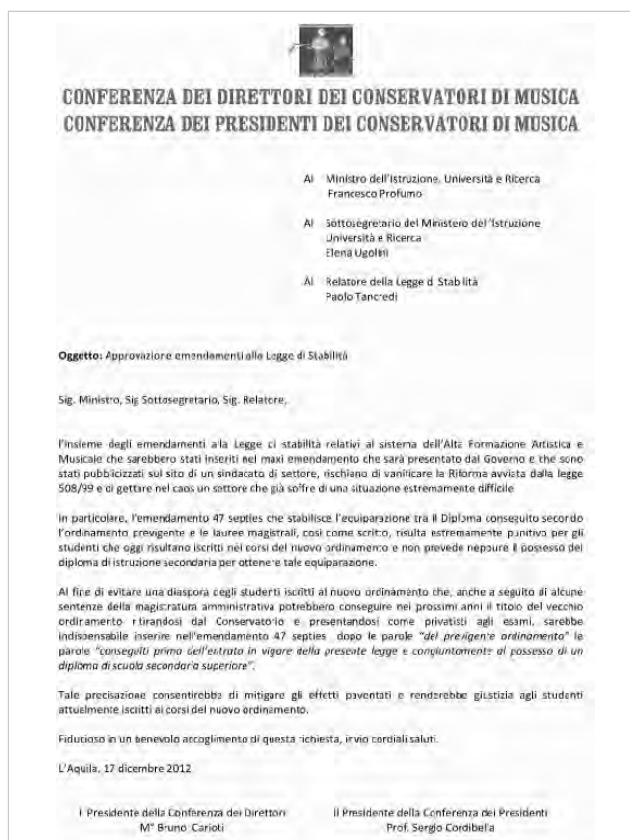 CONFERENZA DEI DIRETTORI DEI CONSERVATORI DI MUSICA
CONFERENZA DEI PRESIDENTI DEI CONSERVATORI DI MUSICA
Al Ministro dell'Istruzione, Università e Ricerca
Francesco Profumo
Al Sottosegretario del Ministero dell'Istruzione
Università e Ricerca
Elena Ugolini
Al Relatore della Legge di Stabilità
Paolo Tancredi
Oggetto: Approvazione emendamenti alla Legge di Stabilità
Sig. Ministro, Sig Sottosegretario, Sig. Relatore,
l'insieme degli emendamenti alla Legge di stabilità relativi al sistema dell'Alta Formazione Artistica e
Musicale che sarebbero stati inseriti nel maxi emendamento che sarà presentato dal Governo e che sono
stati pubblicizzati sul sito di un sindacato di settore, rischiano di vanificare la Riforma avviata dalla legge
508/99 e di gettare nel caos un settore che già soffre di una situazione estremamente difficile
In particolare, l'emendamento 47 septies che stabilisce l'equiparazione tra il Diploma conseguito secondo
l'ordinamento previgente e le lauree magistrali, così come scritto, risulta estremamente punitivo per gli
studenti che oggi risultano iscritti nei corsi del nuovo ordinamento e non prevede neppure il possesso del
diploma di istruzione secondaria per ottenere tale equiparazione.
Al fine di evitare una diaspora degli studenti iscritti al nuovo ordinamento che, anche a seguito di alcune
sentenze della magistratura amministrativa potrebbero conseguire nei prossimi anni il titolo del vecchio
ordinamento ritirandosi dal Conservatorio e presentandosi come privatisti agli esami, sarebbe
indispensabile inserire nell'emendamento 47 septies dopo le parole "del previgente ordinamento" le
parole "conseguiti prima dell'entrata in vigore della presente legge e congiuntamente al possesso di un
diploma di scuola secondaria superiore".
Tale precisazione consentirebbe di mitigare gli effetti paventati e renderebbe giustizia agli studenti
attualmente iscritti ai corsi del nuovo ordinamento.
Fiducioso in un benevolo accoglimento di questa richiesta, invio cordiali saluti.
L'Aquila, 17 dicembre 2012
Il Presidente della Conferenza dei Direttori Il Presidente della Conferenza dei Presidenti
M° Bruno Carioti Prof. Sergio Cordibella